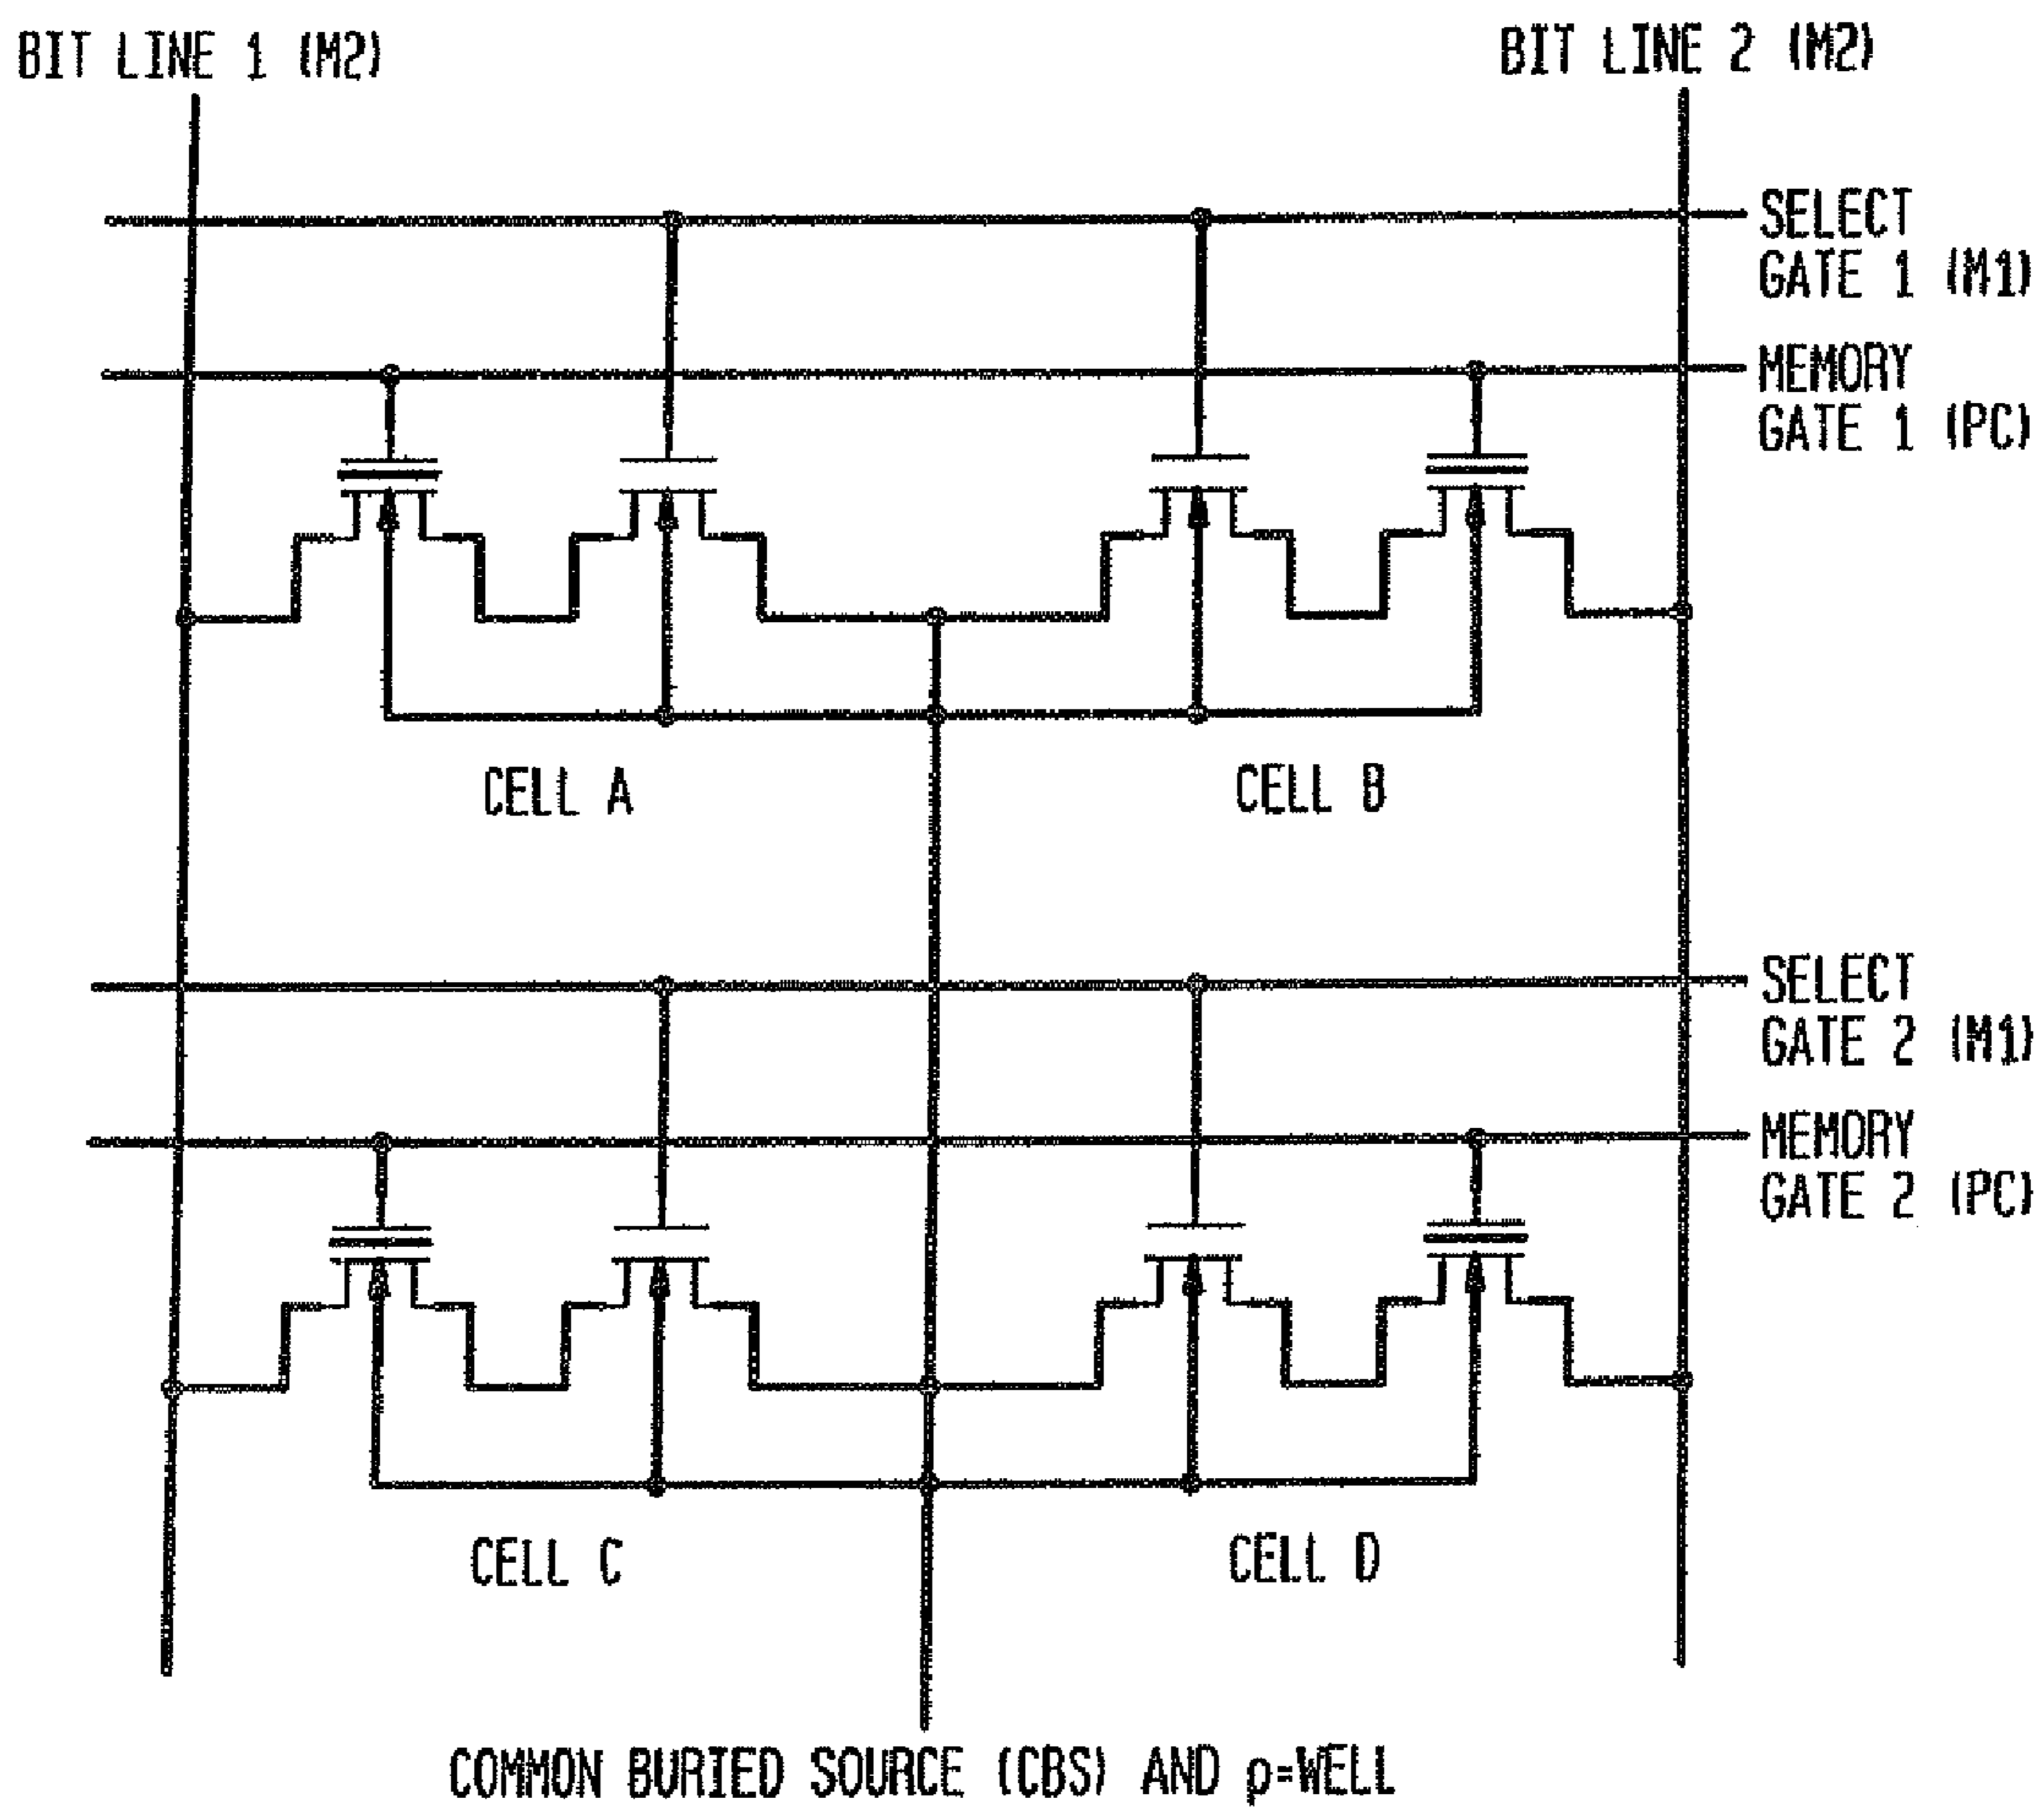 BIT LINE 1 (M2)
BIT LINE 2 (M2)
SELECT
GATE 1 (M1)
MEMORY
GATE 1 (PC)
CELL A
CELL B
SELECT
GATE 2 (M1)
MEMORY
GATE 2 (PC)
CELL C
CELL D
COMMON BURIED SOURCE (CBS) AND ρ=WELL